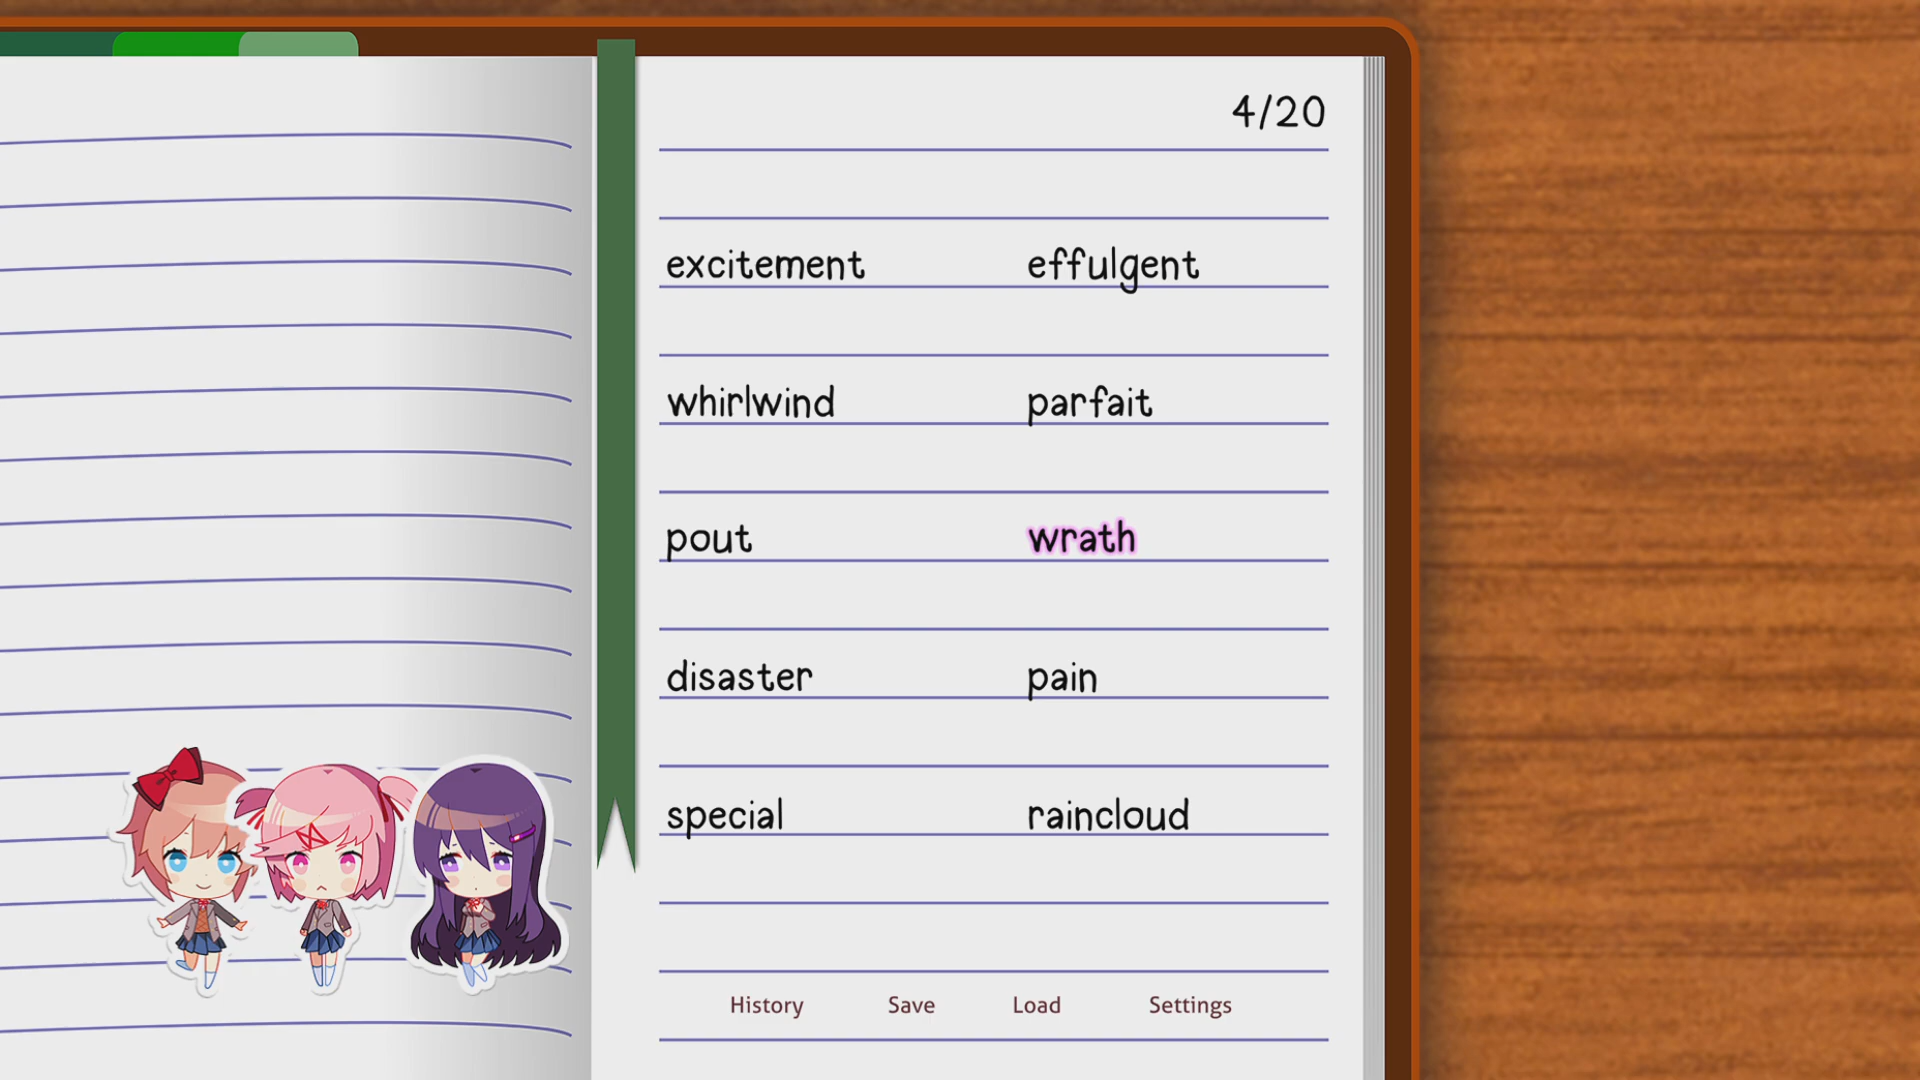 4/20
excitement effulgent
whirlwind parfait
pout wrath
disaster pain
special raincloud
History Save Load Settings